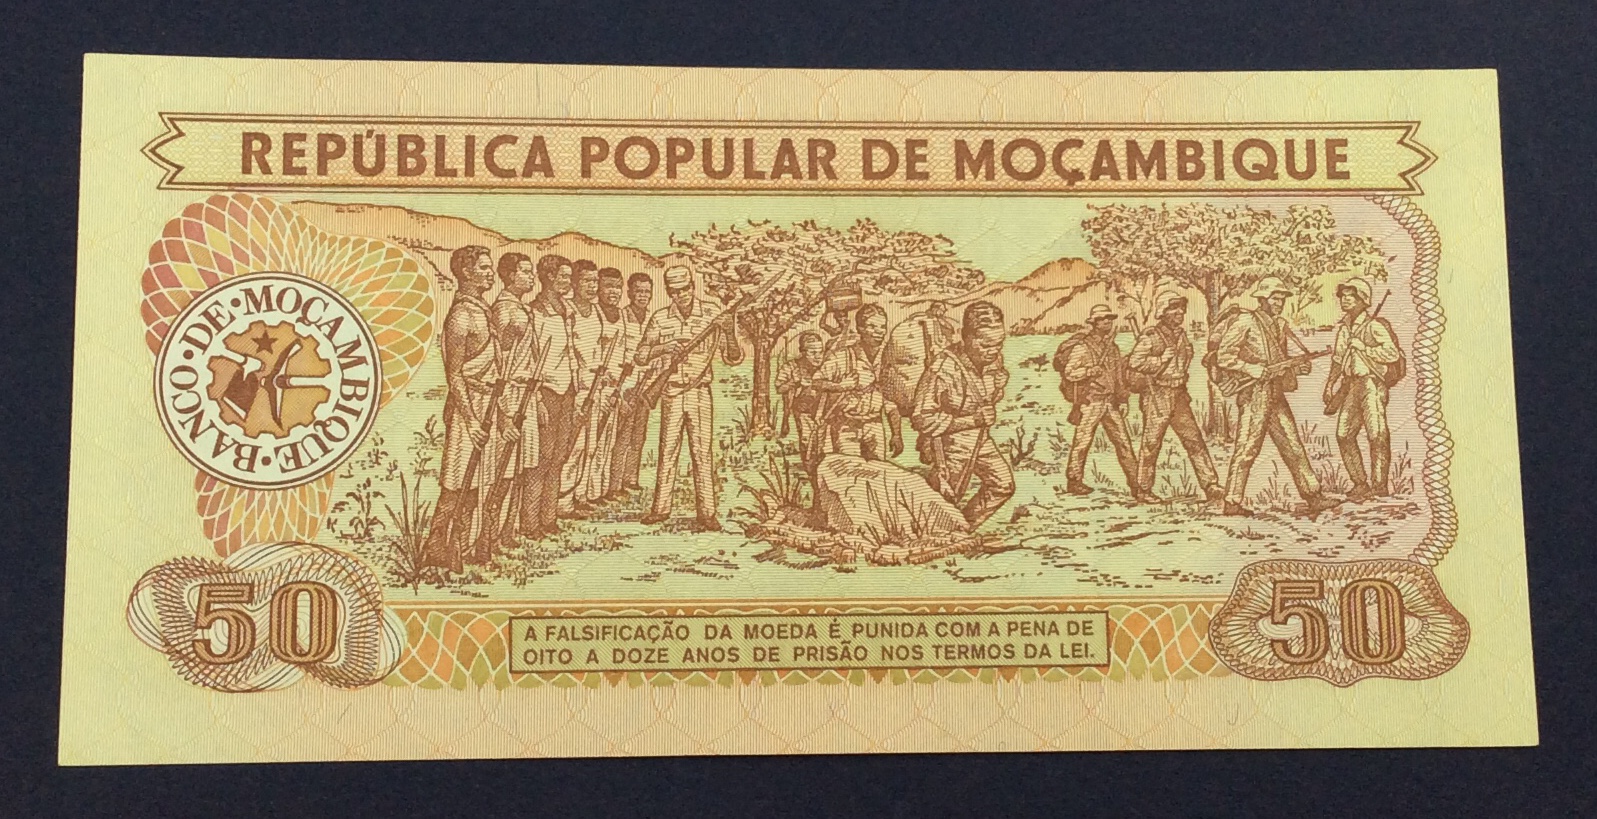 REPÚBLICA POPULAR DE MOÇAMBIQUE
BANCO·DE·MOÇAMBIQUE·
50
50
A FALSIFICAÇÃO DA MOEDA É PUNIDA COM A PENA DE
OITO A DOZE ANOS DE PRISÃO NOS TERMOS DA LEI.